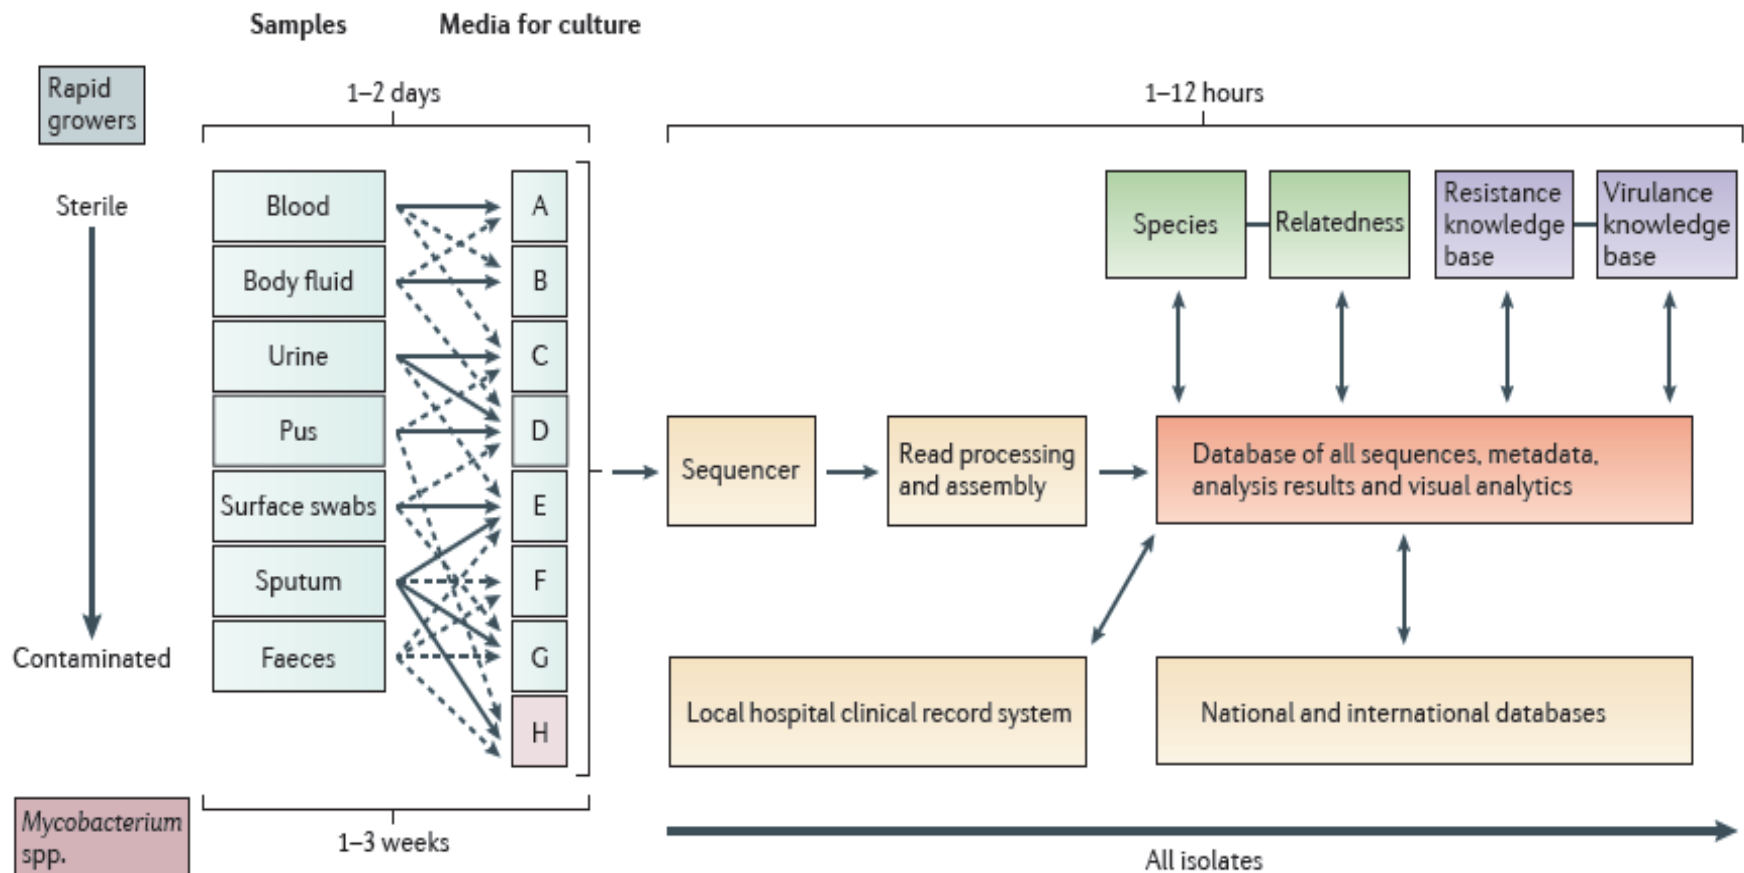 Samples
Media for culture
Rapid
growers
1–2 days
1–12 hours
Sterile
Contaminated
Blood
Body fluid
Urine
Pus
Surface swabs
Sputum
Faeces
A
B
C
D
E
F
G
H
Species
Relatedness
Resistance
knowledge
base
Virulance
knowledge
base
Sequencer
Read processing
and assembly
Database of all sequences, metadata,
analysis results and visual analytics
Local hospital clinical record system
National and international databases
Mycobacterium
spp.
1–3 weeks
All isolates